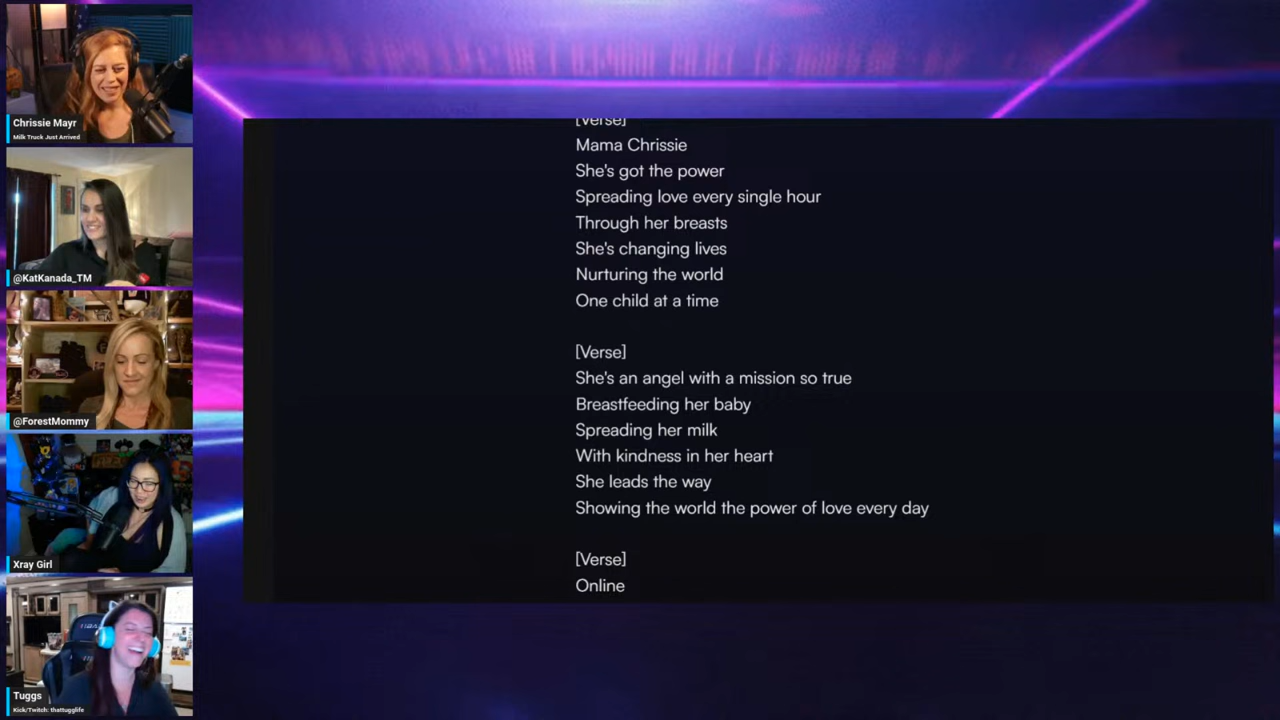 Chrissie Mayr
Milk Truck Just Arrived
@KatKanada_TM
@ForestMommy
Xray Girl
Tuggs
Kick/Twitch: thattugglife
[Verse]
Mama Chrissie
She's got the power
Spreading love every single hour
Through her breasts
She's changing lives
Nurturing the world
One child at a time
[Verse]
She's an angel with a mission so true
Breastfeeding her baby
Spreading her milk
With kindness in her heart
She leads the way
Showing the world the power of love every day
[Verse]
Online